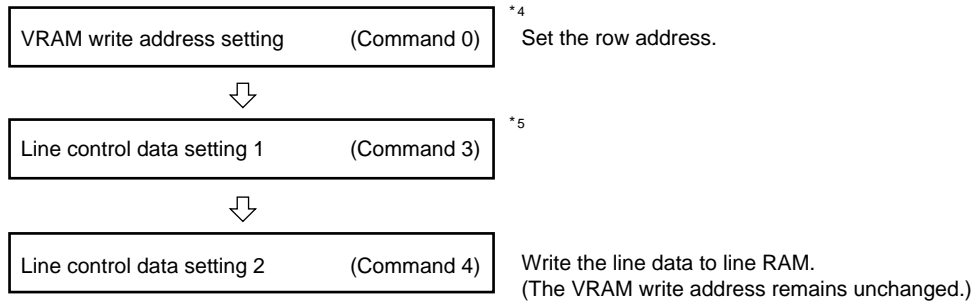 *4
VRAM write address setting (Command 0) Set the row address.
*5
Line control data setting 1 (Command 3)
Line control data setting 2 (Command 4) Write the line data to line RAM.
(The VRAM write address remains unchanged.)